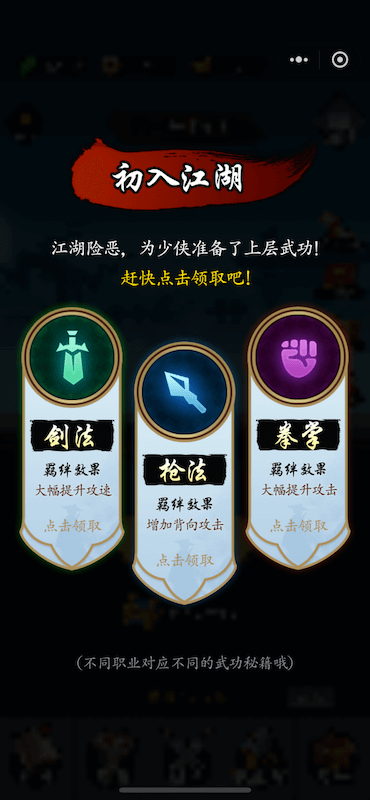 初入江湖
江湖险恶，为少侠准备了上层武功！
赶快点击领取吧！
剑法
羁绊效果
大幅提升攻速
点击领取
枪法
羁绊效果
增加背向攻击
点击领取
拳掌
羁绊效果
大幅提升攻击
点击领取
（不同职业对应不同的武功秘籍哦）